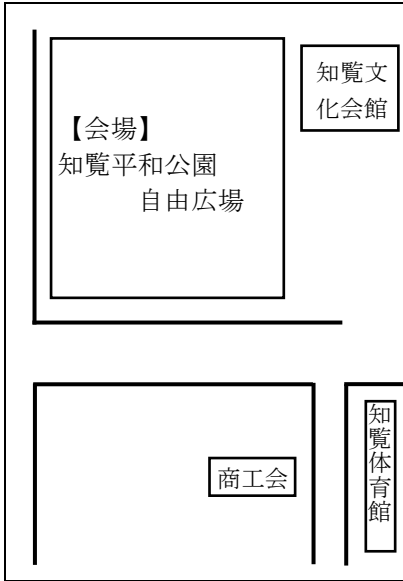 【会場】
知覧平和公園
自由広場
知覧文
化会館
商工会
知覧体育館